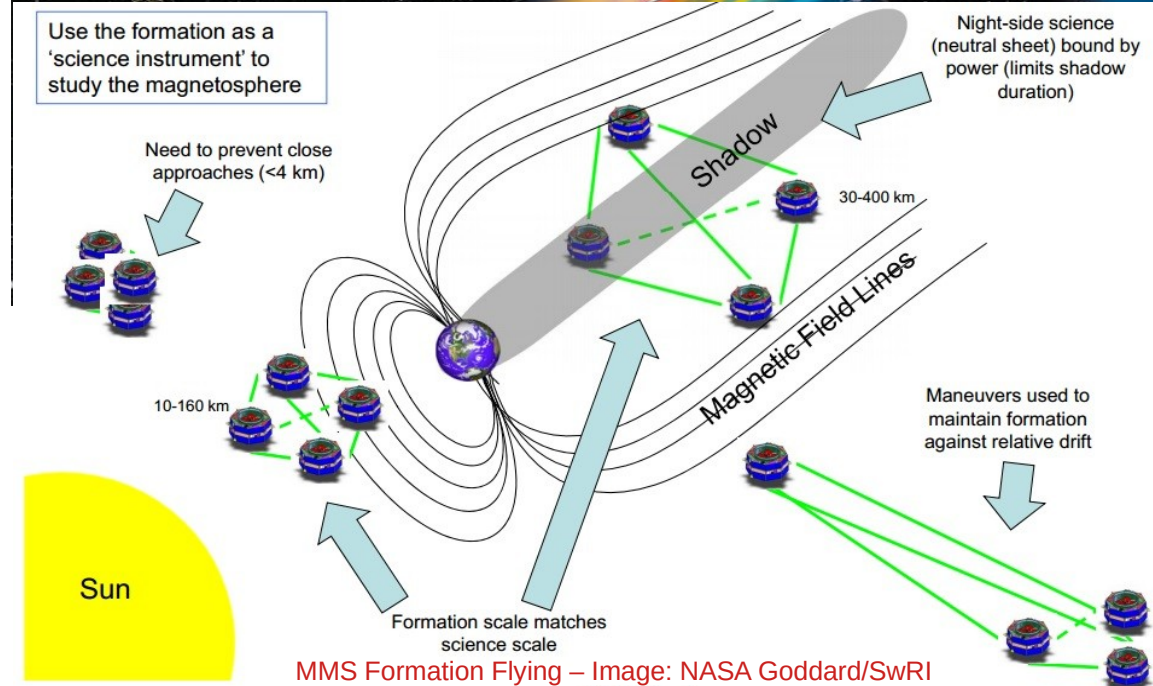 Use the formation as a
‘science instrument’ to
study the magnetosphere
Night-side science
(neutral sheet) bound by
power (limits shadow
duration)
Need to prevent close
approaches (<4 km)
Shadow
30-400 km
Magnetic Field Lines
10-160 km
Maneuvers used to
maintain formation
against relative drift
Sun
Formation scale matches
science scale
MMS Formation Flying – Image: NASA Goddard/SwRI